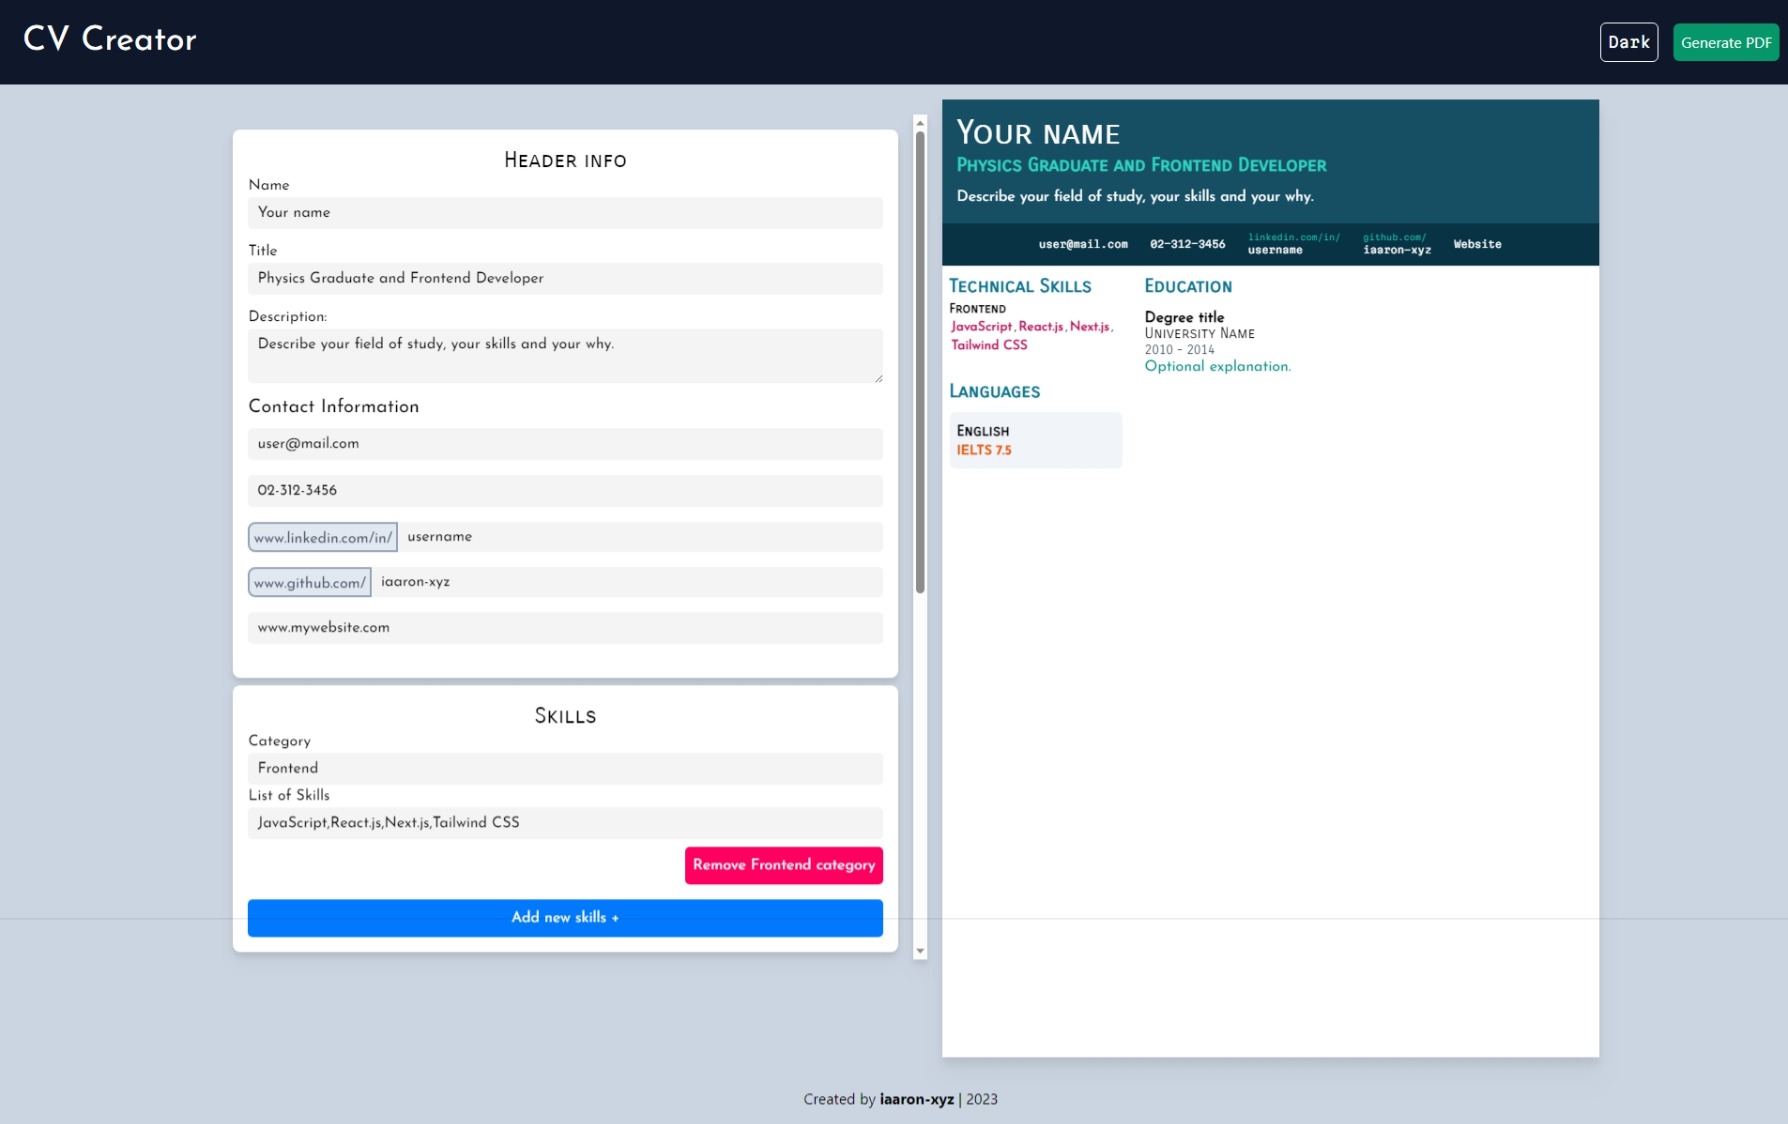 CV Creator
Dark
Generate PDF
Header info
Name
Your name
Title
Physics Graduate and Frontend Developer
Description:
Describe your field of study, your skills and your why.
Contact Information
user@mail.com
02-312-3456
www.linkedin.com/in/ username
www.github.com/ iaaron-xyz
www.mywebsite.com
Skills
Category
Frontend
List of Skills
JavaScript,React.js,Next.js,Tailwind CSS
Remove Frontend category
Add new skills +
Your name
Physics Graduate and Frontend Developer
Describe your field of study, your skills and your why.
user@mail.com
02-312-3456
linkedin.com/in/
username
github.com/
iaaron-xyz
Website
Technical Skills
Frontend
JavaScript, React.js, Next.js,
Tailwind CSS
Languages
English
IELTS 7.5
Education
Degree title
University Name
2010 - 2014
Optional explanation.
Created by iaaron-xyz | 2023